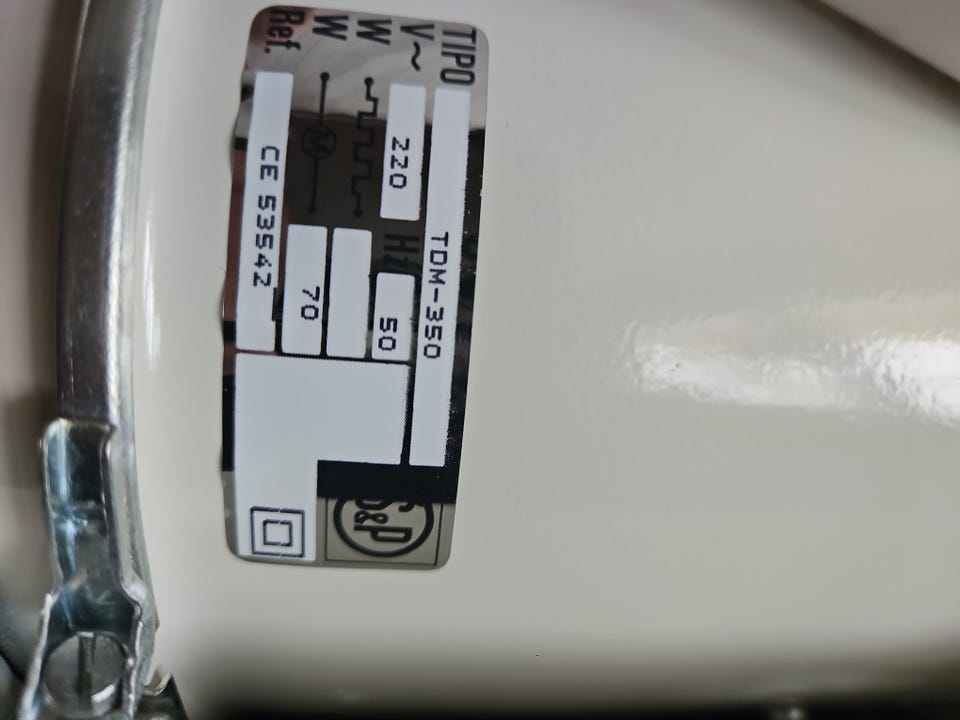 TIPO TDM-350
V~ 220 Hz 50
W
W M 70
Ref. CE 53542
S&P